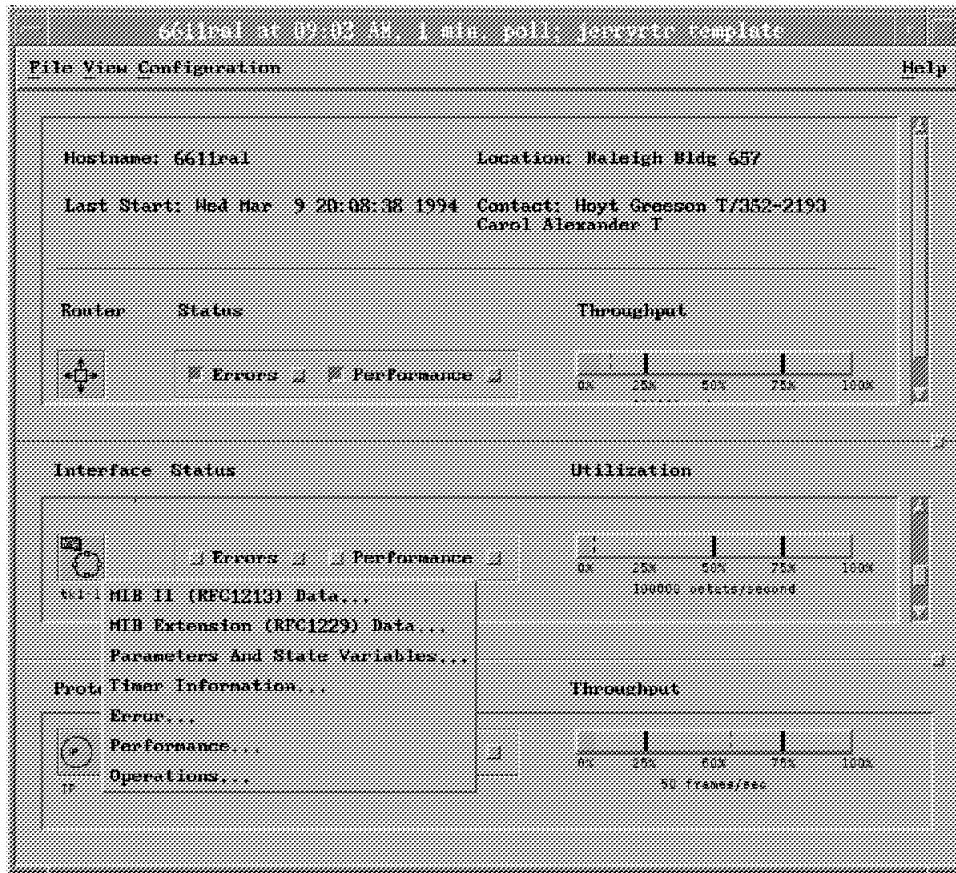 6611ral at 09:02 AM, 1 min. poll; jerryrtr template
File View Configuration Help
Hostname: 6611ral Location: Raleigh Bldg 657
Last Start: Wed Mar 9 20:08:38 1994 Contact: Hoyt Greeson T/352-2193
Carol Alexander T
Router Status Throughput
Errors Performance
0% 25% 50% 75% 100%
Interface Status Utilization
Errors Performance
0% 25% 50% 75% 100%
100000 octets/second
MIB II (RFC1213) Data...
MIB Extension (RFC1229) Data...
Parameters And State Variables...
Timer Information... Throughput
Error...
Performance...
0% 25% 50% 75% 100%
Operations...
50 frames/sec